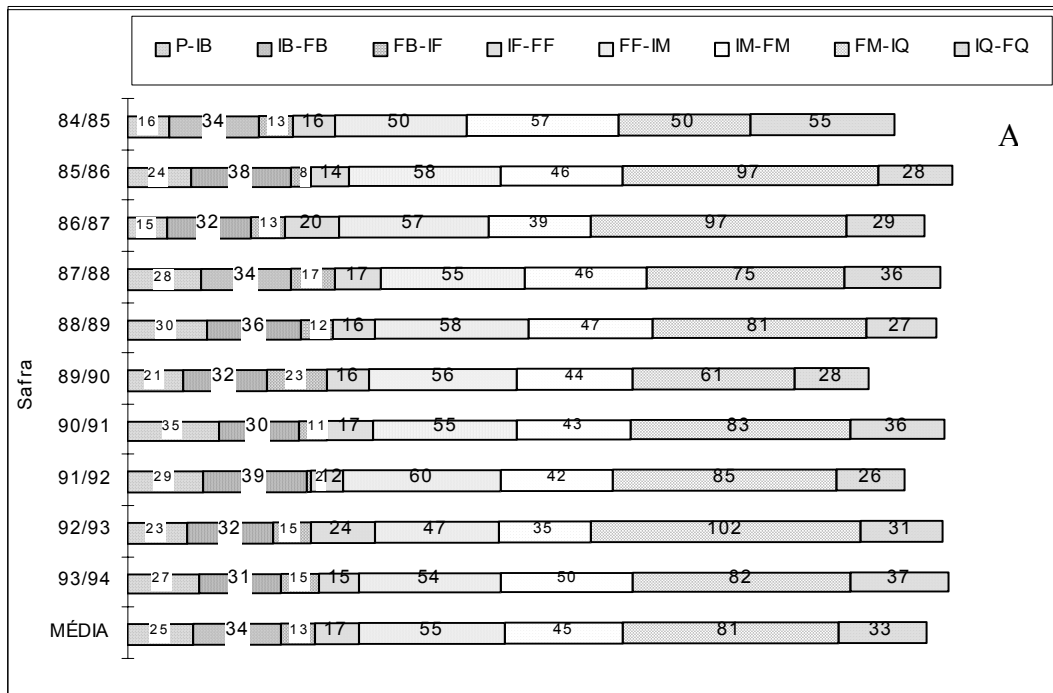 P-IB IB-FB FB-IF IF-FF FF-IM IM-FM FM-IQ IQ-FQ
A
84/85 16 34 13 16 50 57 50 55
85/86 24 38 8 14 58 46 97 28
86/87 15 32 13 20 57 39 97 29
87/88 28 34 17 17 55 46 75 36
88/89 30 36 12 16 58 47 81 27
89/90 21 32 23 16 56 44 61 28
90/91 35 30 11 17 55 43 83 36
91/92 29 39 2 12 60 42 85 26
92/93 23 32 15 24 47 35 102 31
93/94 27 31 15 15 54 50 82 37
MÉDIA 25 34 13 17 55 45 81 33
Safra